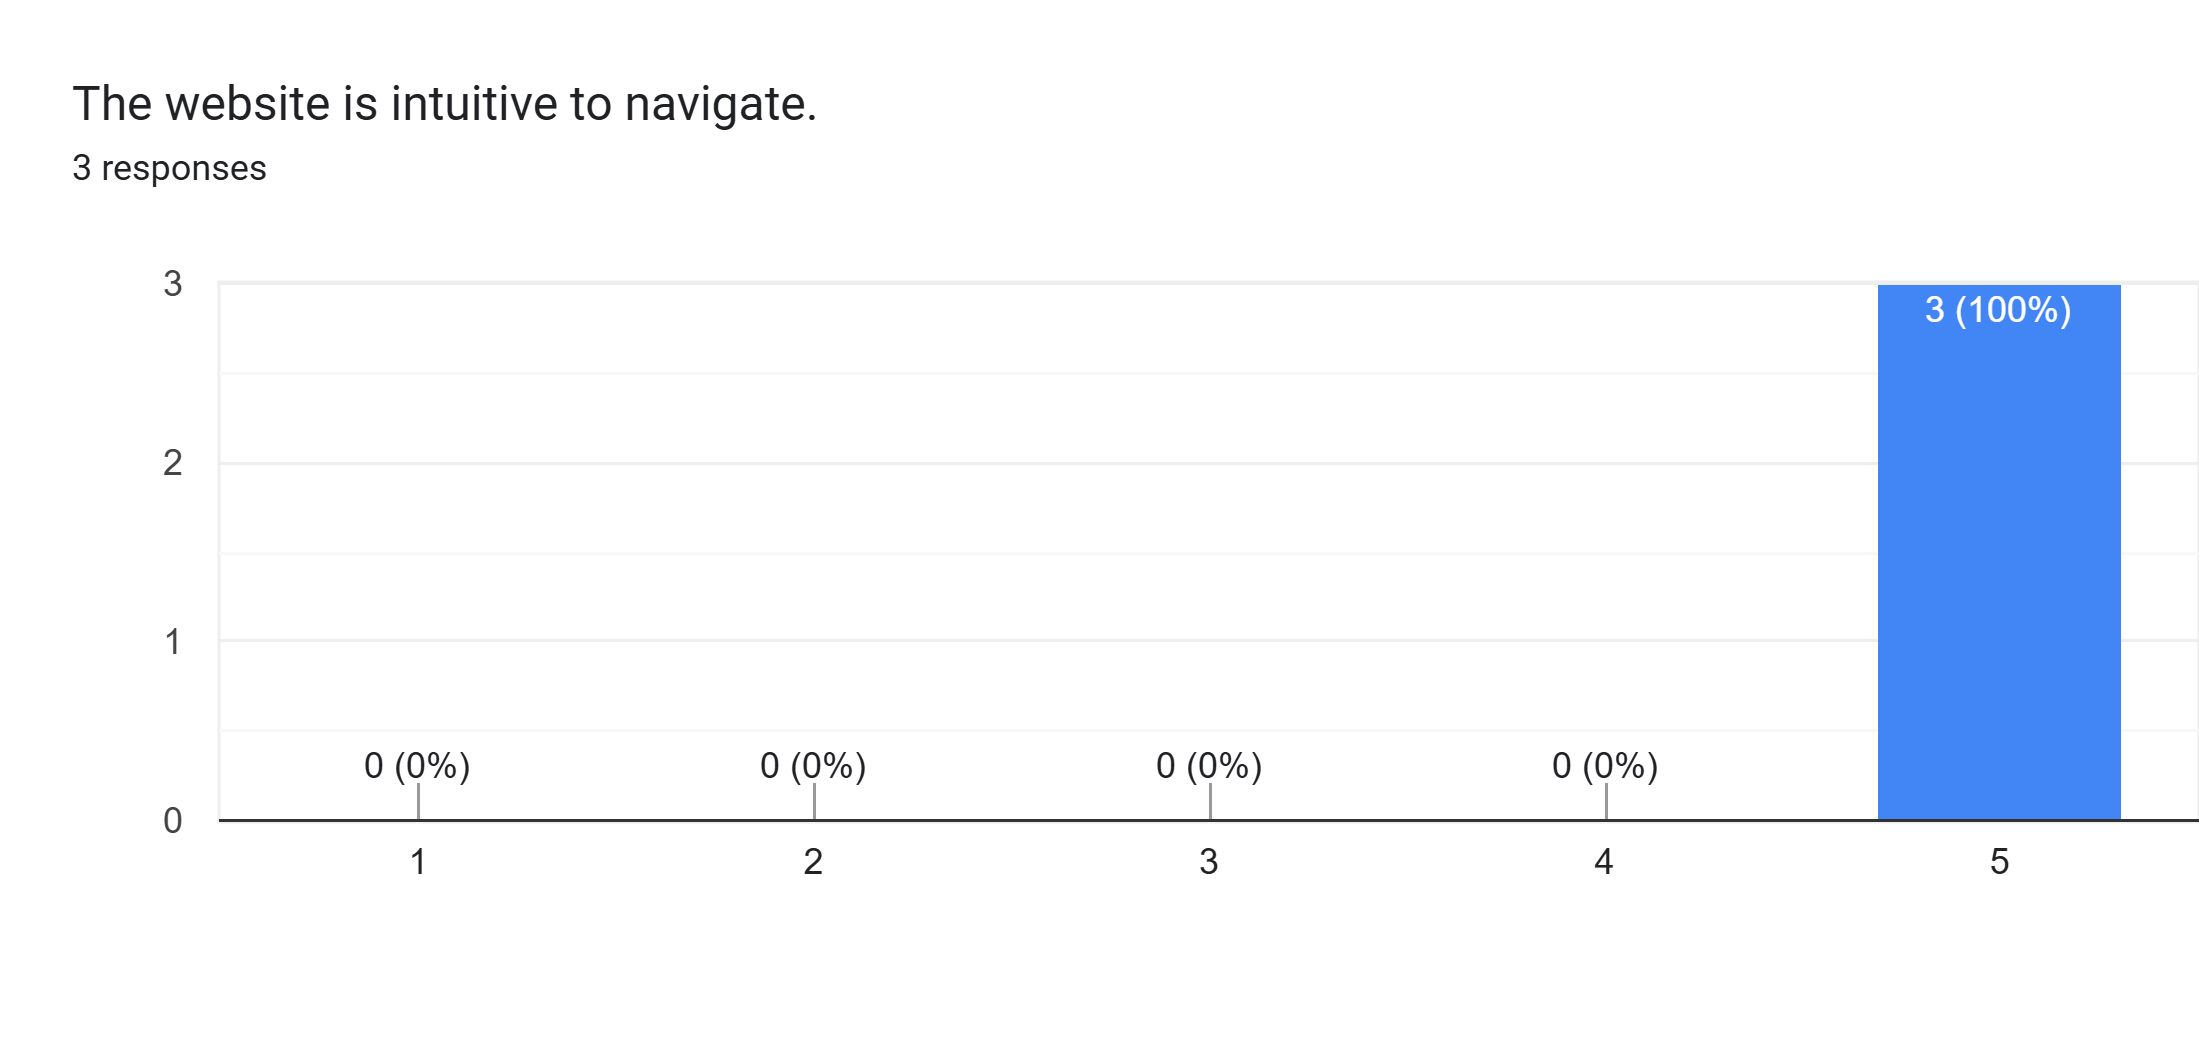 The website is intuitive to navigate.
3 responses
3
3 (100%)
2
1
0 (0%) 0 (0%) 0 (0%) 0 (0%)
0
1 2 3 4 5